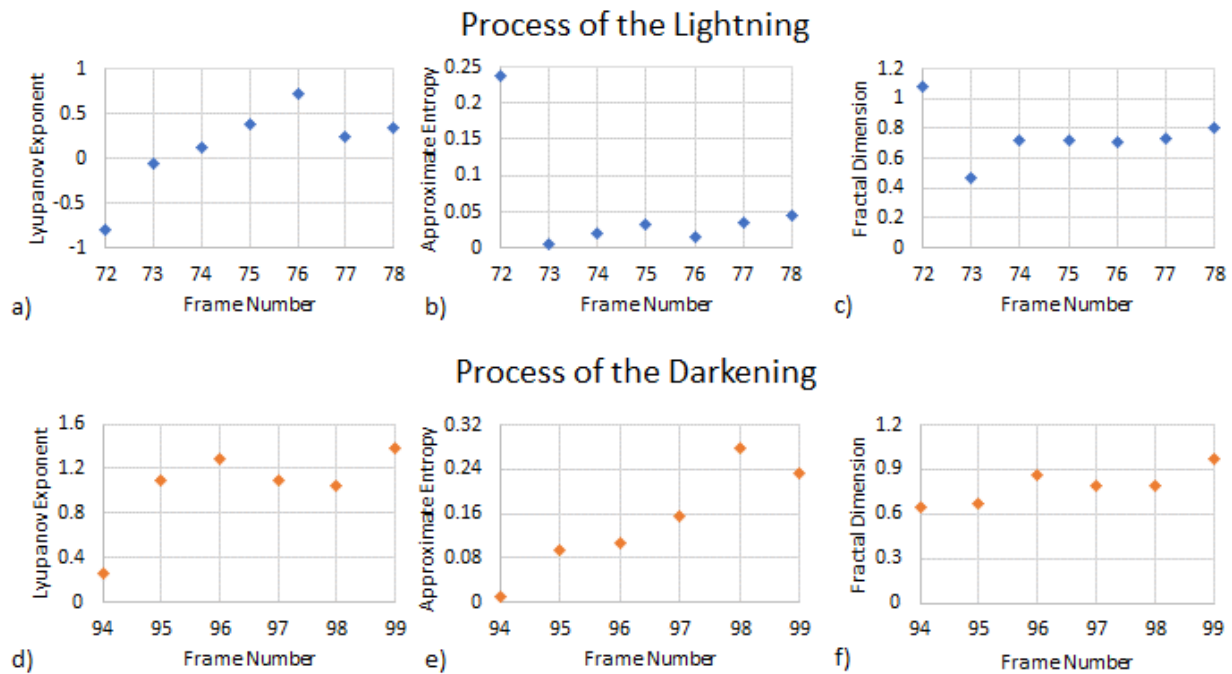 Process of the Lightning
Lyupanov Exponent
1
0.5
0
-0.5
-1
72 73 74 75 76 77 78
Frame Number
a)
Approximate Entropy
0.25
0.2
0.15
0.1
0.05
0
72 73 74 75 76 77 78
Frame Number
b)
Fractal Dimension
1.2
1
0.8
0.6
0.4
0.2
0
72 73 74 75 76 77 78
Frame Number
c)
Process of the Darkening
Lyupanov Exponent
1.6
1.2
0.8
0.4
0
94 95 96 97 98 99
Frame Number
d)
Approximate Entropy
0.32
0.24
0.16
0.08
0
94 95 96 97 98 99
Frame Number
e)
Fractal Dimension
1.2
0.9
0.6
0.3
0
94 95 96 97 98 99
Frame Number
f)